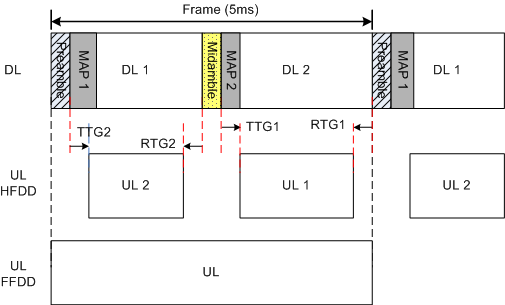 Frame (5ms)
DL
Preamble
MAP 1
DL 1
Midamble
MAP 2
DL 2
Preamble
MAP 1
DL 1
TTG2
RTG2
TTG1
RTG1
UL
HFDD
UL 2
UL 1
UL 2
UL
FFDD
UL